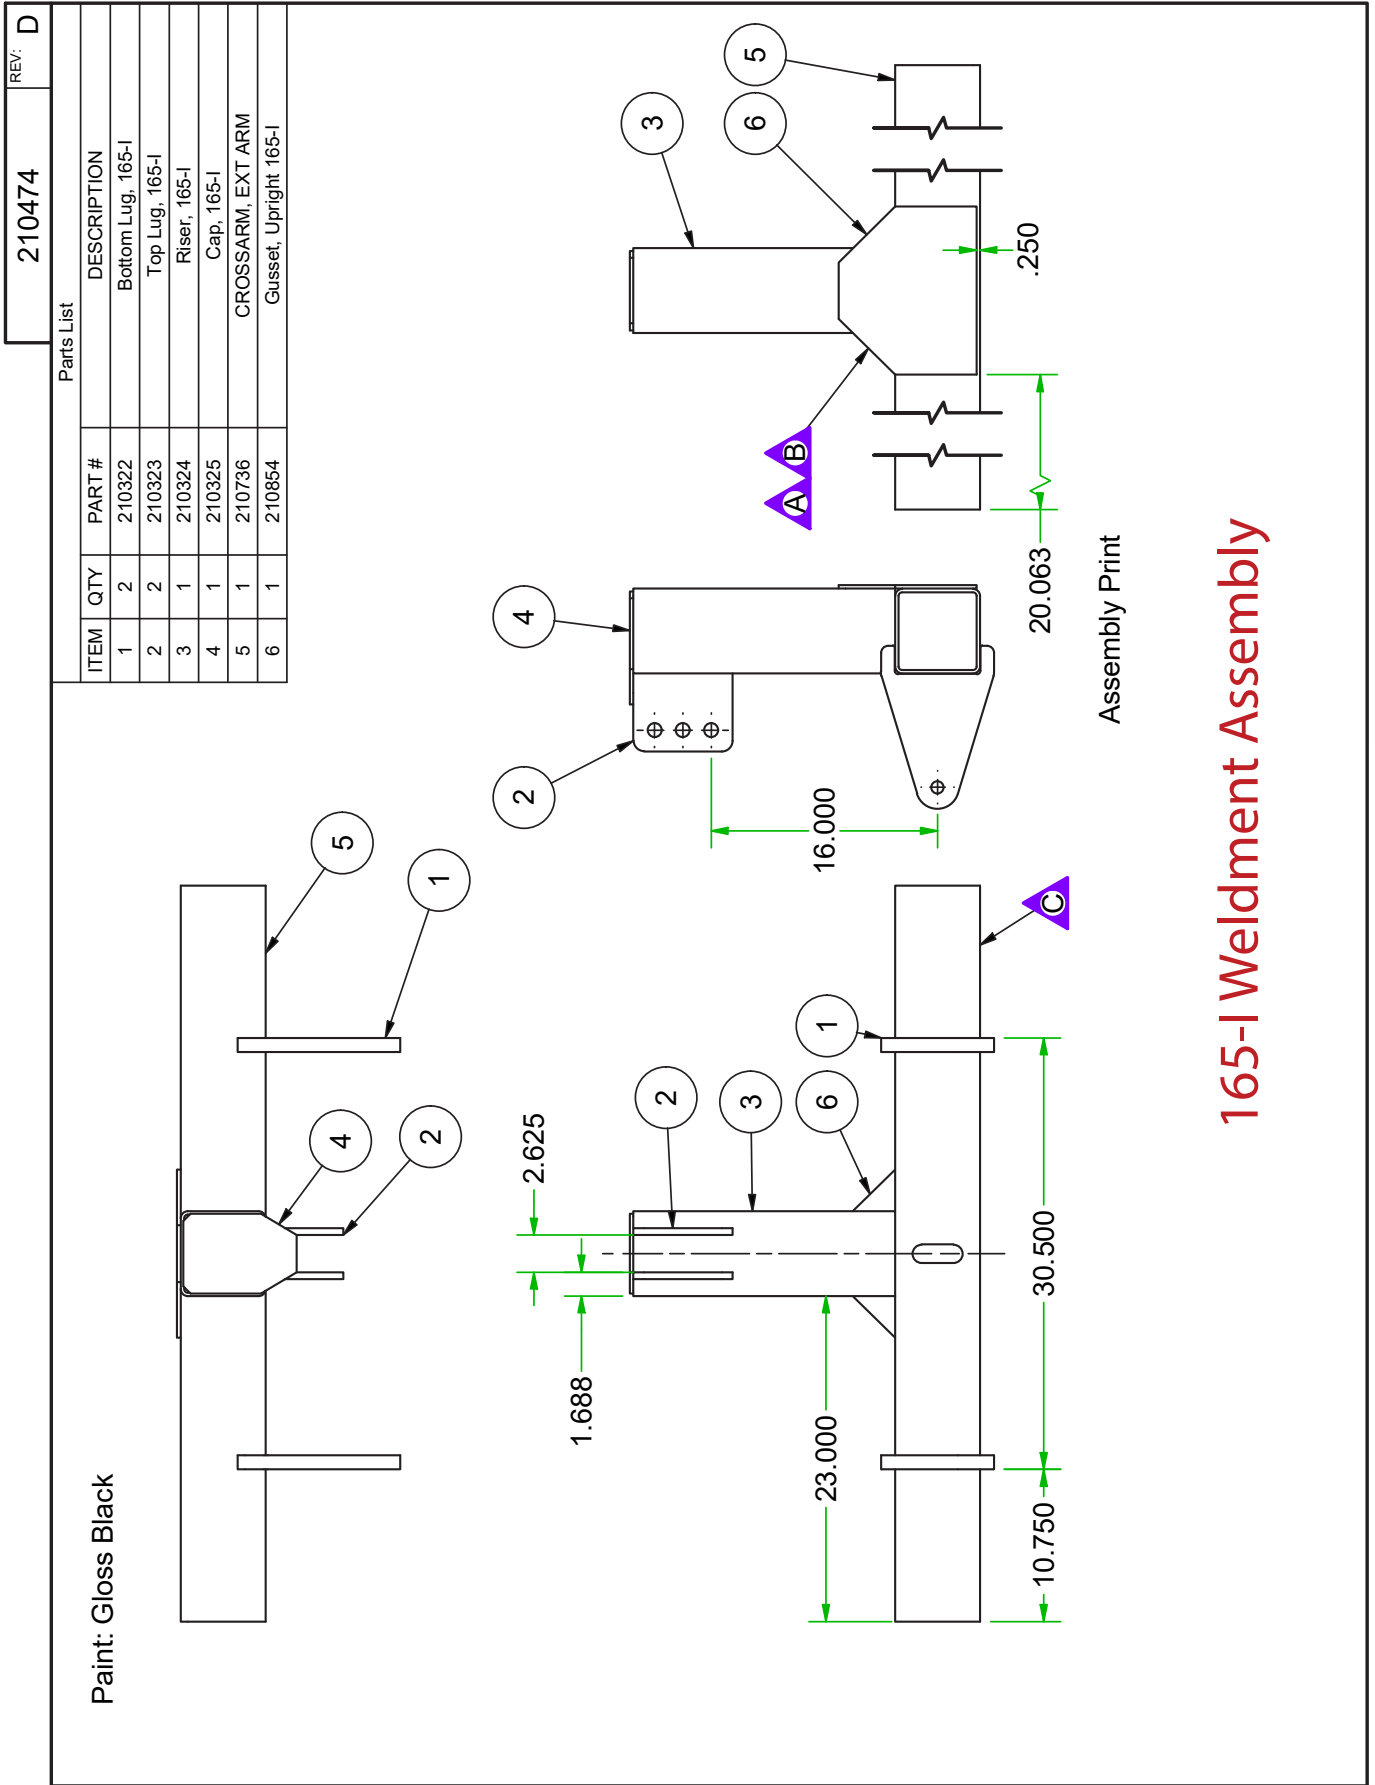 210474 REV: D
Parts List
ITEM QTY PART # DESCRIPTION
1 2 210322 Bottom Lug, 165-I
2 2 210323 Top Lug, 165-I
3 1 210324 Riser, 165-I
4 1 210325 Cap, 165-I
5 1 210736 CROSSARM, EXT ARM
6 1 210854 Gusset, Upright 165-I
Paint: Gloss Black
5
1
4
2
2.625
1.688
2
3
6
1
23.000
10.750
30.500
C
4
2
16.000
3
5
6
A B
.250
20.063
Assembly Print
165-I Weldment Assembly